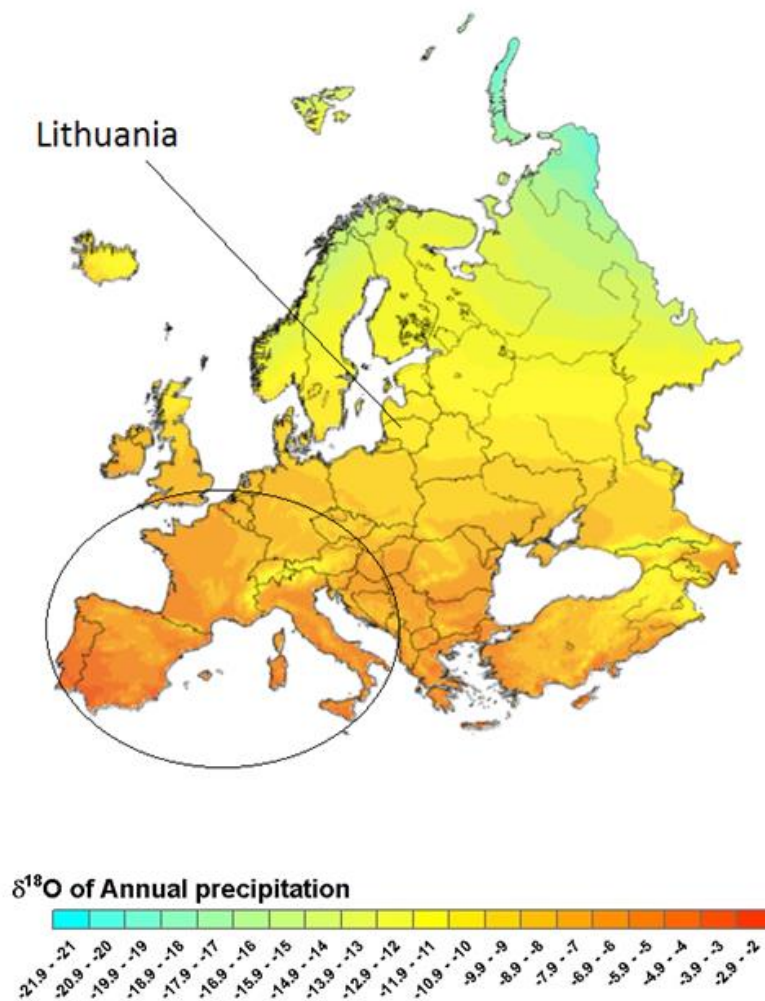 Lithuania
δ18O of Annual precipitation
-21.9 - -21
-20.9 - -20
-19.9 - -19
-18.9 - -18
-17.9 - -17
-16.9 - -16
-15.9 - -15
-14.9 - -14
-13.9 - -13
-12.9 - -12
-11.9 - -11
-10.9 - -10
-9.9 - -9
-8.9 - -8
-7.9 - -7
-6.9 - -6
-5.9 - -5
-4.9 - -4
-3.9 - -3
-2.9 - -2